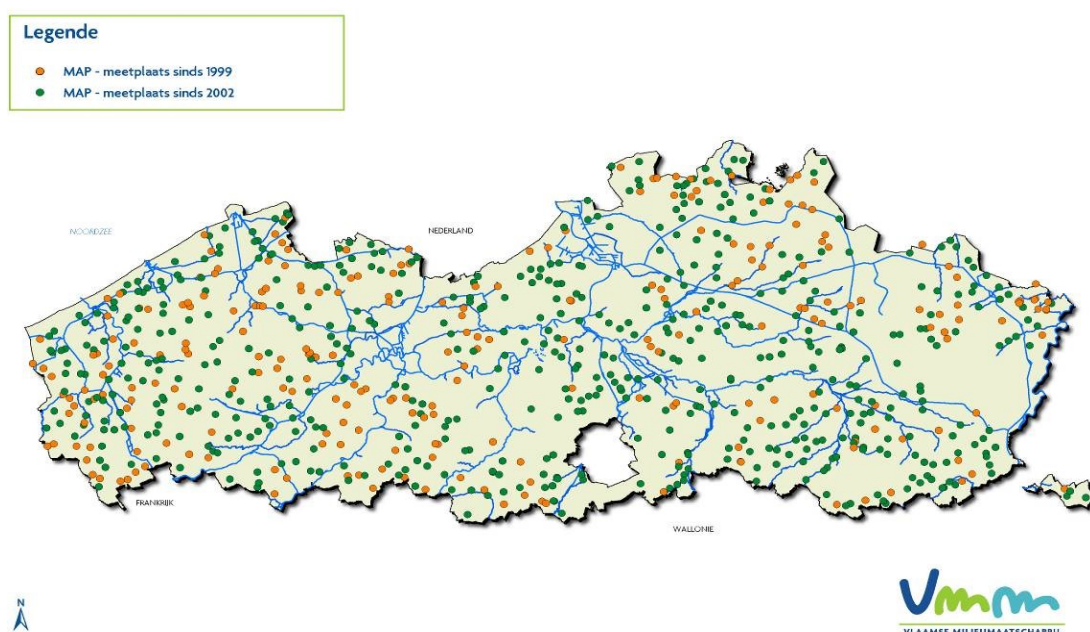 Legende
MAP - meetplaats sinds 1999
MAP - meetplaats sinds 2002
NOORDZEE
NEDERLAND
FRANKRIJK
WALLONIE
N
Vmm
VLAAMSE MILIEUMAATSCHAPPIJ